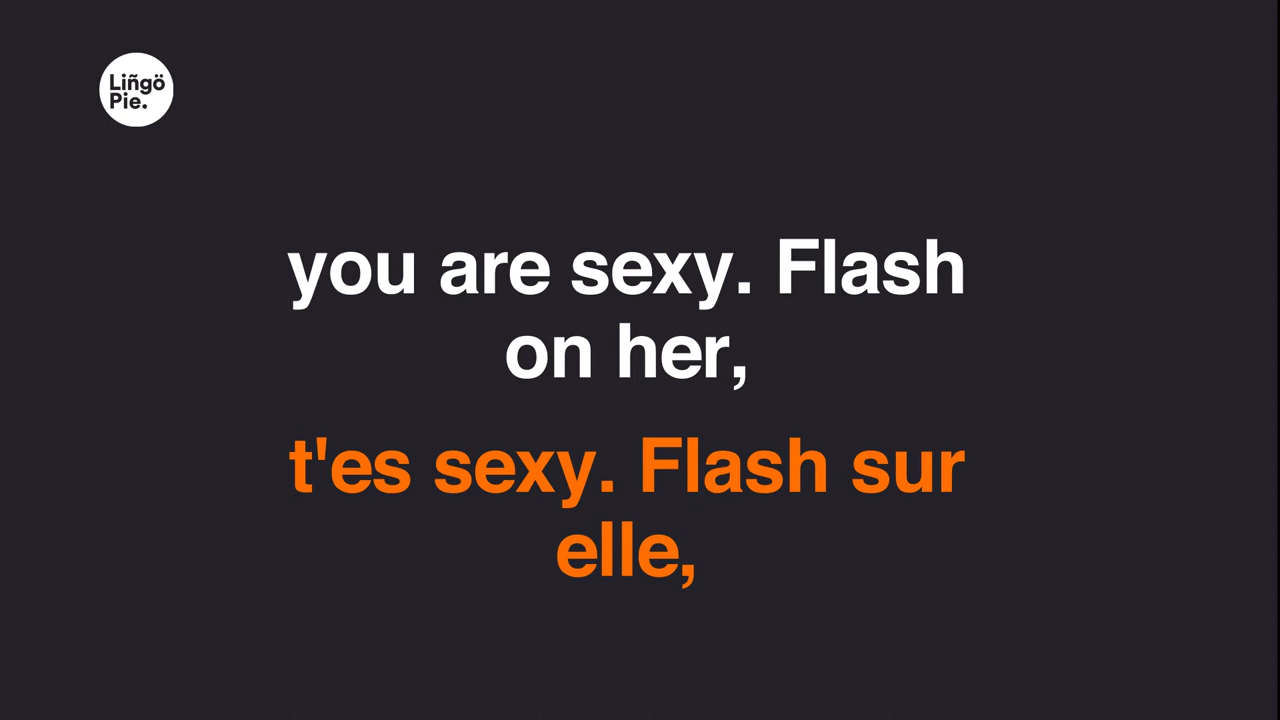 Liñgö
Pie.
you are sexy. Flash
on her,
t'es sexy. Flash sur
elle,